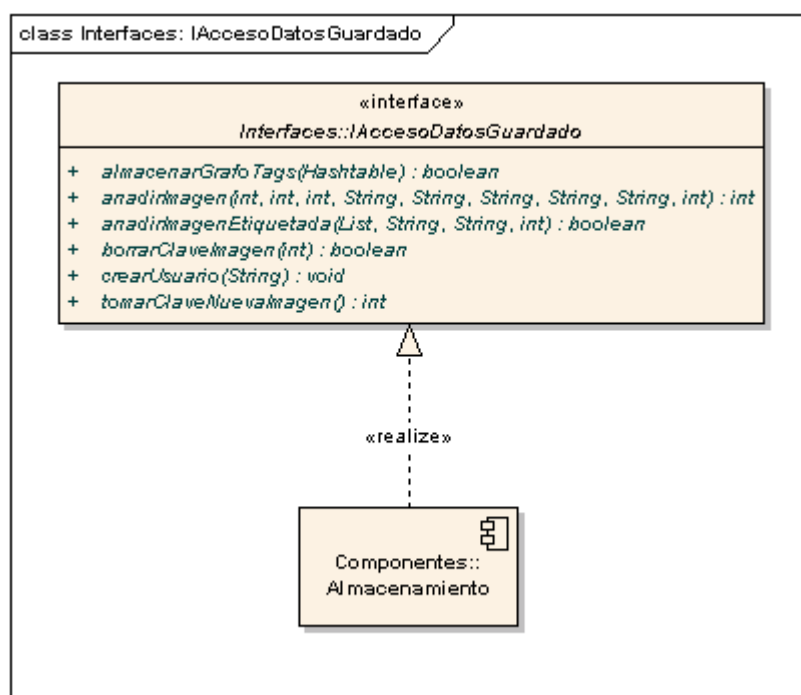 class Interfaces: IAccesoDatosGuardado
«interface»
Interfaces::IAccesoDatosGuardado
+ almacenarGrafoTags(Hashtable) : boolean
+ anadirImagen(int, int, int, String, String, String, String, String, int) : int
+ anadirImagenEtiquetada(List, String, String, int) : boolean
+ borrarClaveImagen(int) : boolean
+ crearUsuario(String) : void
+ tomarClaveNuevaImagen() : int
«realize»
Componentes::
Almacenamiento